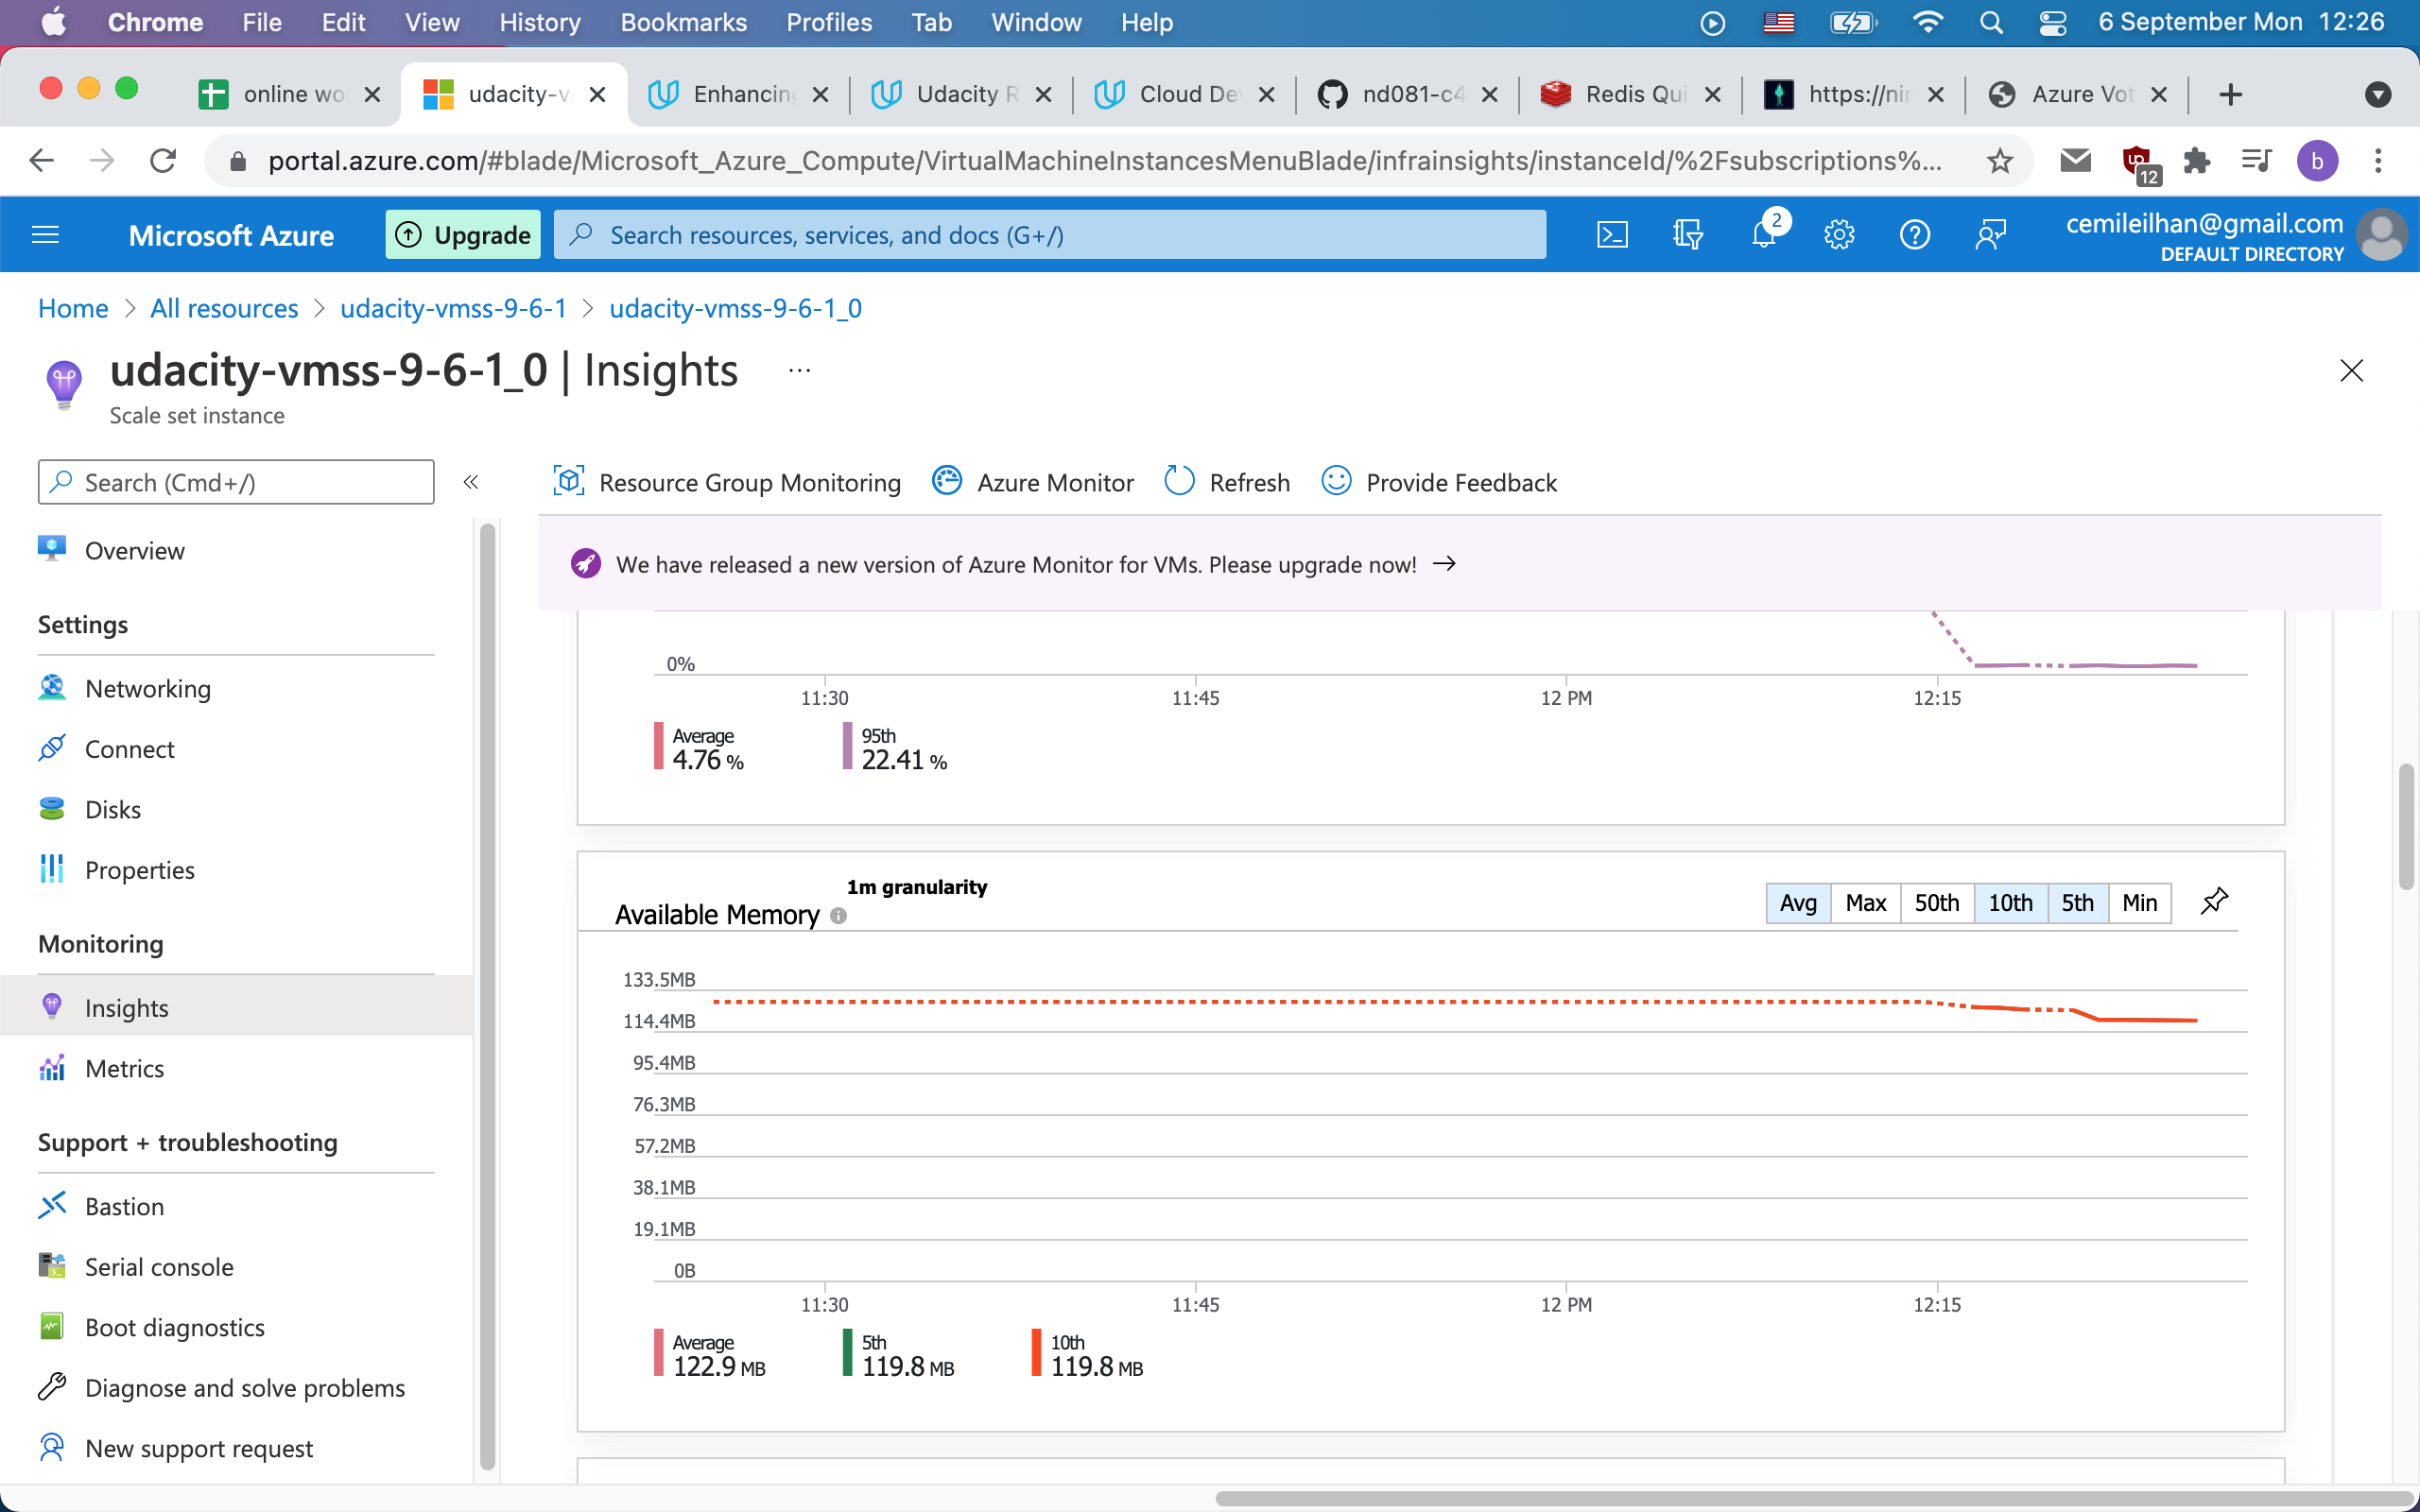 Chrome File Edit View History Bookmarks Profiles Tab Window Help 6 September Mon 12:26
online wo udacity-v Enhancing Udacity R Cloud De nd081-c4 Redis Qui https://nir Azure Vot
portal.azure.com/#blade/Microsoft_Azure_Compute/VirtualMachineInstancesMenuBlade/infrainsights/instanceId/%2Fsubscriptions%... 12 b
Microsoft Azure Upgrade Search resources, services, and docs (G+/) 2 cemileilhan@gmail.com
DEFAULT DIRECTORY
Home > All resources > udacity-vmss-9-6-1 > udacity-vmss-9-6-1_0
udacity-vmss-9-6-1_0 | Insights ...
Scale set instance
Search (Cmd+/) «
Overview
Settings
Networking
Connect
Disks
Properties
Monitoring
Insights
Metrics
Support + troubleshooting
Bastion
Serial console
Boot diagnostics
Diagnose and solve problems
New support request
Resource Group Monitoring Azure Monitor Refresh Provide Feedback
We have released a new version of Azure Monitor for VMs. Please upgrade now! →
0%
11:30 11:45 12 PM 12:15
Average 95th
4.76 % 22.41 %
1m granularity
Available Memory Avg Max 50th 10th 5th Min
133.5MB
114.4MB
95.4MB
76.3MB
57.2MB
38.1MB
19.1MB
0B
11:30 11:45 12 PM 12:15
Average 5th 10th
122.9 MB 119.8 MB 119.8 MB